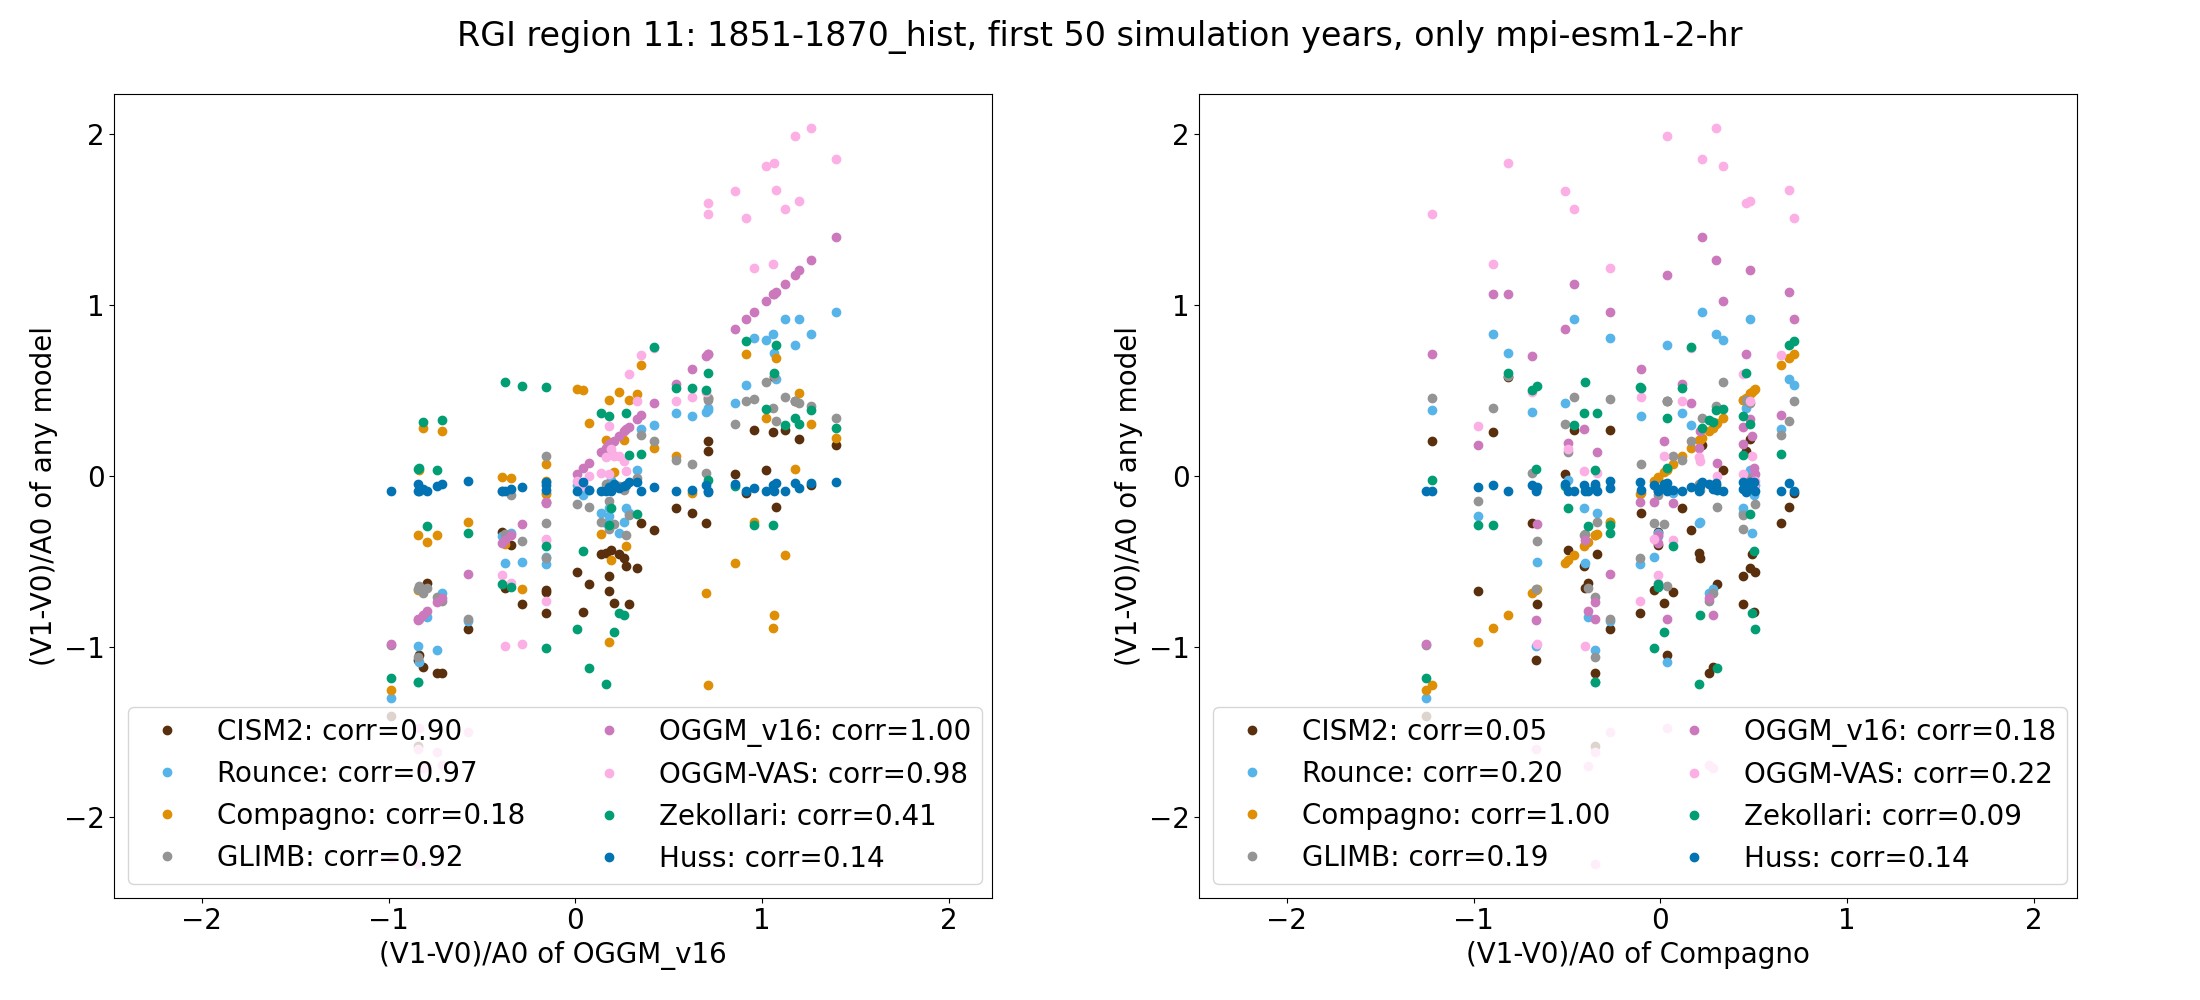 RGI region 11: 1851-1870_hist, first 50 simulation years, only mpi-esm1-2-hr
(V1-V0)/A0 of any model
2
1
0
−1
−2
CISM2: corr=0.90
Rounce: corr=0.97
Compagno: corr=0.18
GLIMB: corr=0.92
OGGM_v16: corr=1.00
OGGM-VAS: corr=0.98
Zekollari: corr=0.41
Huss: corr=0.14
−2 −1 0 1 2
(V1-V0)/A0 of OGGM_v16
(V1-V0)/A0 of any model
2
1
0
−1
−2
CISM2: corr=0.05
Rounce: corr=0.20
Compagno: corr=1.00
GLIMB: corr=0.19
OGGM_v16: corr=0.18
OGGM-VAS: corr=0.22
Zekollari: corr=0.09
Huss: corr=0.14
−2 −1 0 1 2
(V1-V0)/A0 of Compagno